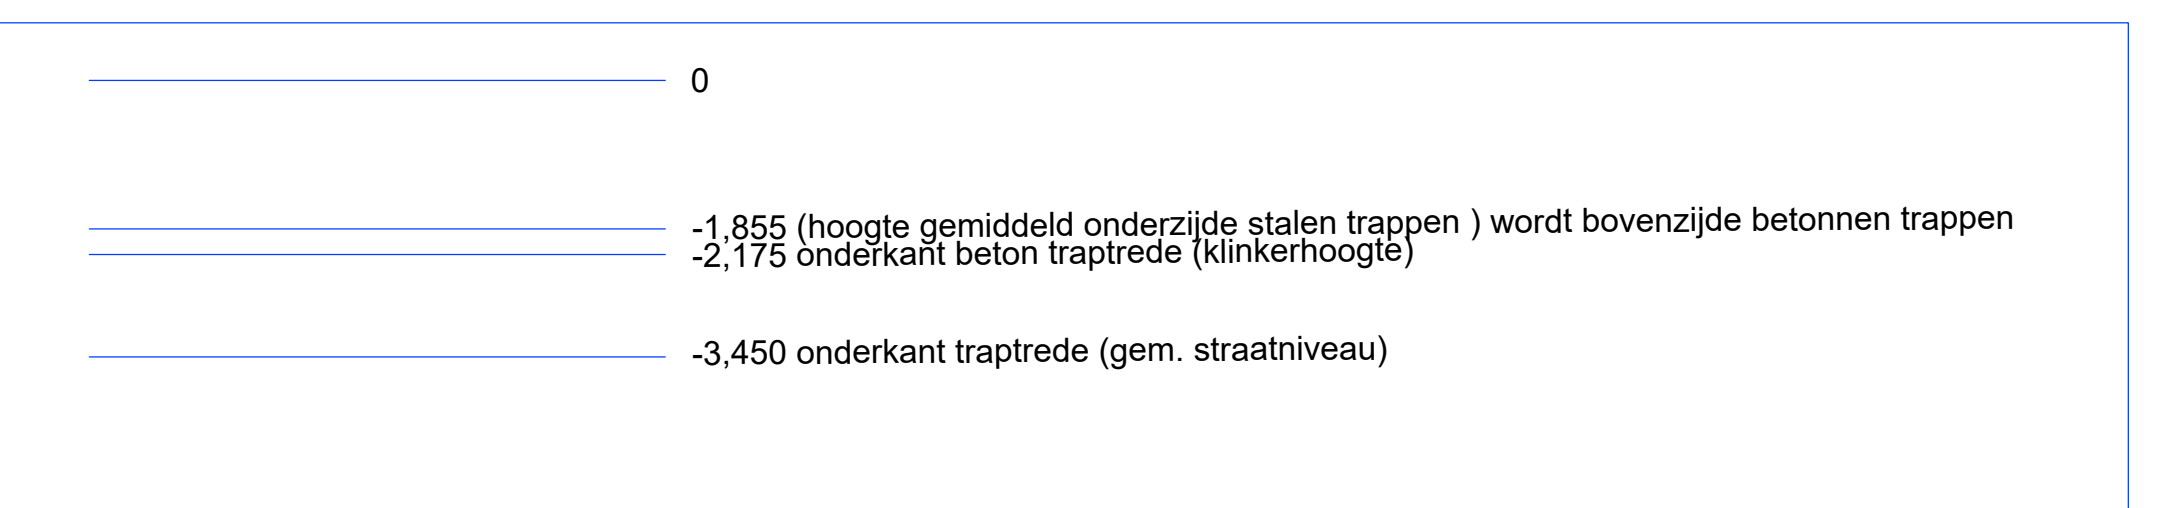 0
-1,855 (hoogte gemiddeld onderzijde stalen trappen ) wordt bovenzijde betonnen trappen
-2,175 onderkant beton traptrede (klinkerhoogte)
-3,450 onderkant traptrede (gem. straatniveau)